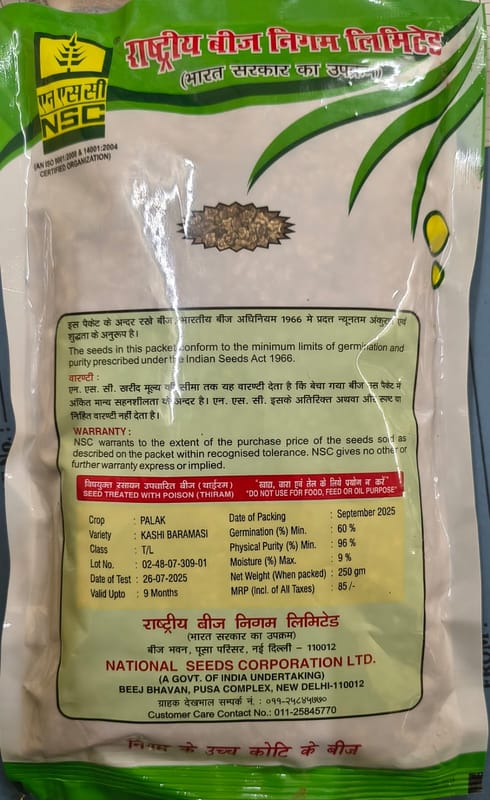 राष्ट्रीय बीज निगम लिमिटेड
(भारत सरकार का उपक्रम)
एन एस सी
NSC
(AN ISO 9001:2008 & 14001:2004
CERTIFIED ORGANIZATION)
इस पैकेट के अन्दर रखे बीज भारतीय बीज अधिनियम 1966 मे प्रदत्त न्यूनतम अंकुरण एवं
शुद्धता के अनुरूप है।
The seeds in this packet conform to the minimum limits of germination and
purity prescribed under the Indian Seeds Act 1966.
वारण्टी :
एन. एस. सी. खरीद मूल्य की सीमा तक यह वारण्टी देता है कि बेचा गया बीज इस पैकेट में
अंकित मान्य सहनशीलता के अन्दर है। एन. एस. सी. इसके अतिरिक्त अथवा और स्पष्ट या
निहित वारण्टी नहीं देता है।
WARRANTY :
NSC warrants to the extent of the purchase price of the seeds sold as
described on the packet within recognised tolerance. NSC gives no other or
further warranty express or implied.
विषयुक्त रसायन उपचारित बीज (थाईरम)
SEED TREATED WITH POISON (THIRAM)
"खाद्य, चारा एवं तेल के लिये प्रयोग न करें"
"DO NOT USE FOR FOOD, FEED OR OIL PURPOSE"
Crop : PALAK
Variety : KASHI BARAMASI
Class : T/L
Lot No. : 02-48-07-309-01
Date of Test : 26-07-2025
Valid Upto : 9 Months
Date of Packing : September 2025
Germination (%) Min. : 60 %
Physical Purity (%) Min. : 96 %
Moisture (%) Max. : 9 %
Net Weight (When packed) : 250 gm
MRP (Incl. of All Taxes) : 85 /-
राष्ट्रीय बीज निगम लिमिटेड
(भारत सरकार का उपक्रम)
बीज भवन, पूसा परिसर, नई दिल्ली – 110012
NATIONAL SEEDS CORPORATION LTD.
(A GOVT. OF INDIA UNDERTAKING)
BEEJ BHAVAN, PUSA COMPLEX, NEW DELHI-110012
ग्राहक देखभाल सम्पर्क नं. : ०११-२५८४५७७०
Customer Care Contact No.: 011-25845770
निगम के उच्च कोटि के बीज